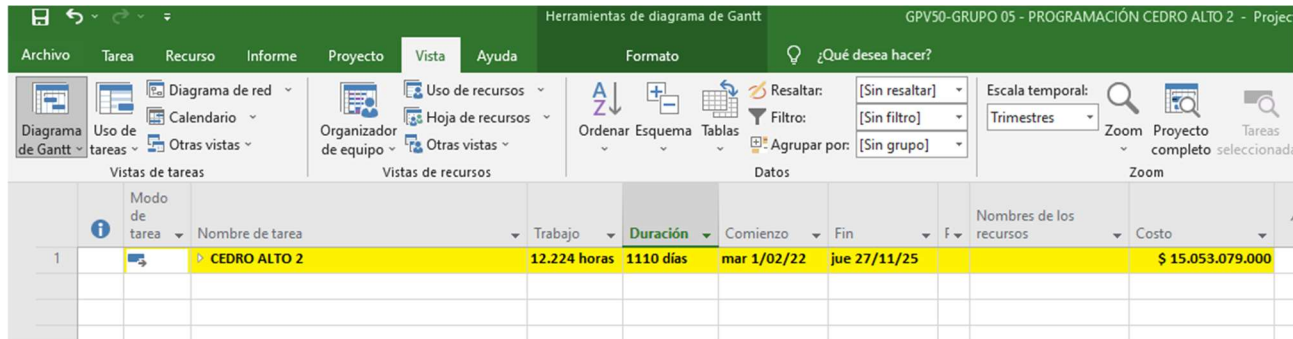 Herramientas de diagrama de Gantt
GPV50-GRUPO 05 - PROGRAMACIÓN CEDRO ALTO 2 - Projec
Archivo Tarea Recurso Informe Proyecto Vista Ayuda Formato ¿Qué desea hacer?
Diagrama de Gantt
Uso de tareas
Diagrama de red
Calendario
Otras vistas
Vistas de tareas
Organizador de equipo
Uso de recursos
Hoja de recursos
Otras vistas
Vistas de recursos
Ordenar
Esquema
Tablas
Resaltar: [Sin resaltar]
Filtro: [Sin filtro]
Agrupar por: [Sin grupo]
Datos
Escala temporal:
Trimestres
Zoom
Proyecto completo
Tareas seleccionada
Zoom
Modo de tarea
Nombre de tarea
Trabajo
Duración
Comienzo
Fin
Nombres de los recursos
Costo
1 CEDRO ALTO 2 12.224 horas 1110 días mar 1/02/22 jue 27/11/25 $ 15.053.079.000